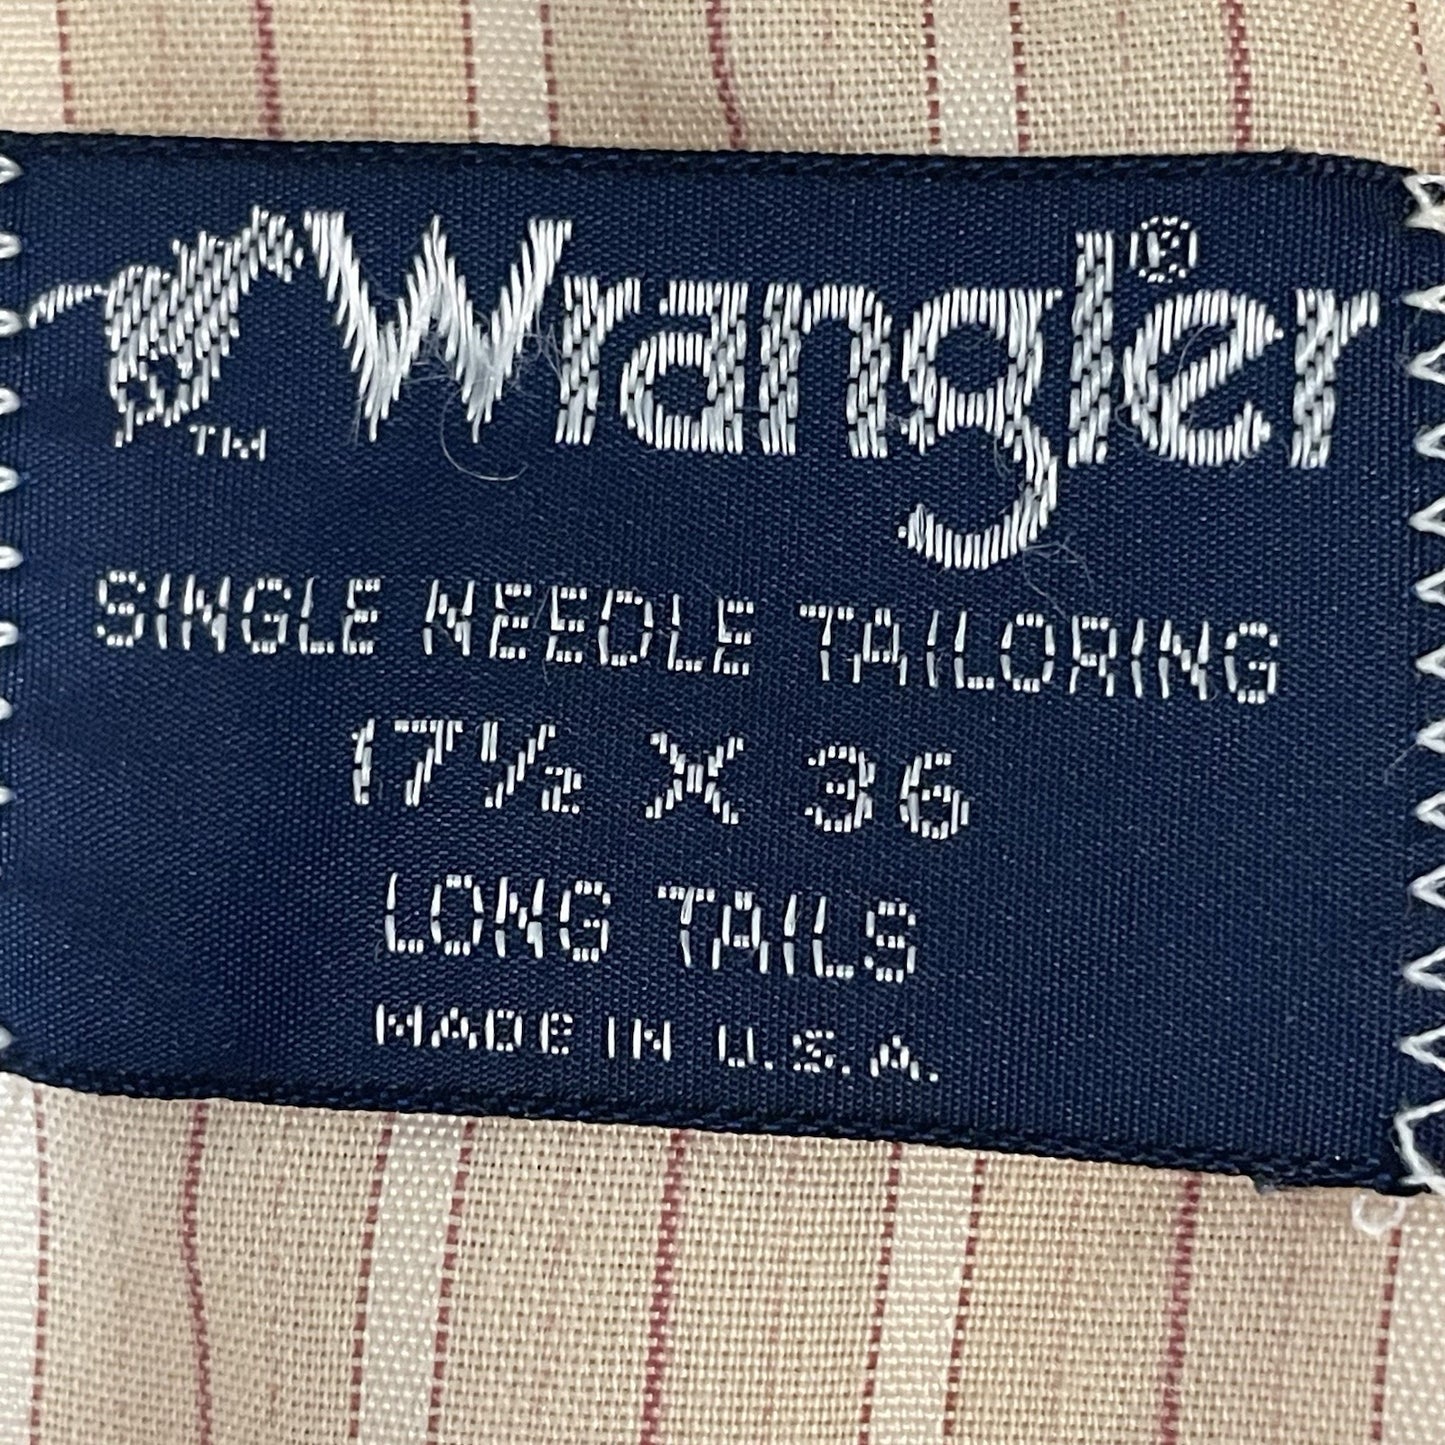 Wrangler®
TM
SINGLE NEEDLE TAILORING
17½ X 36
LONG TAILS
MADE IN U.S.A.